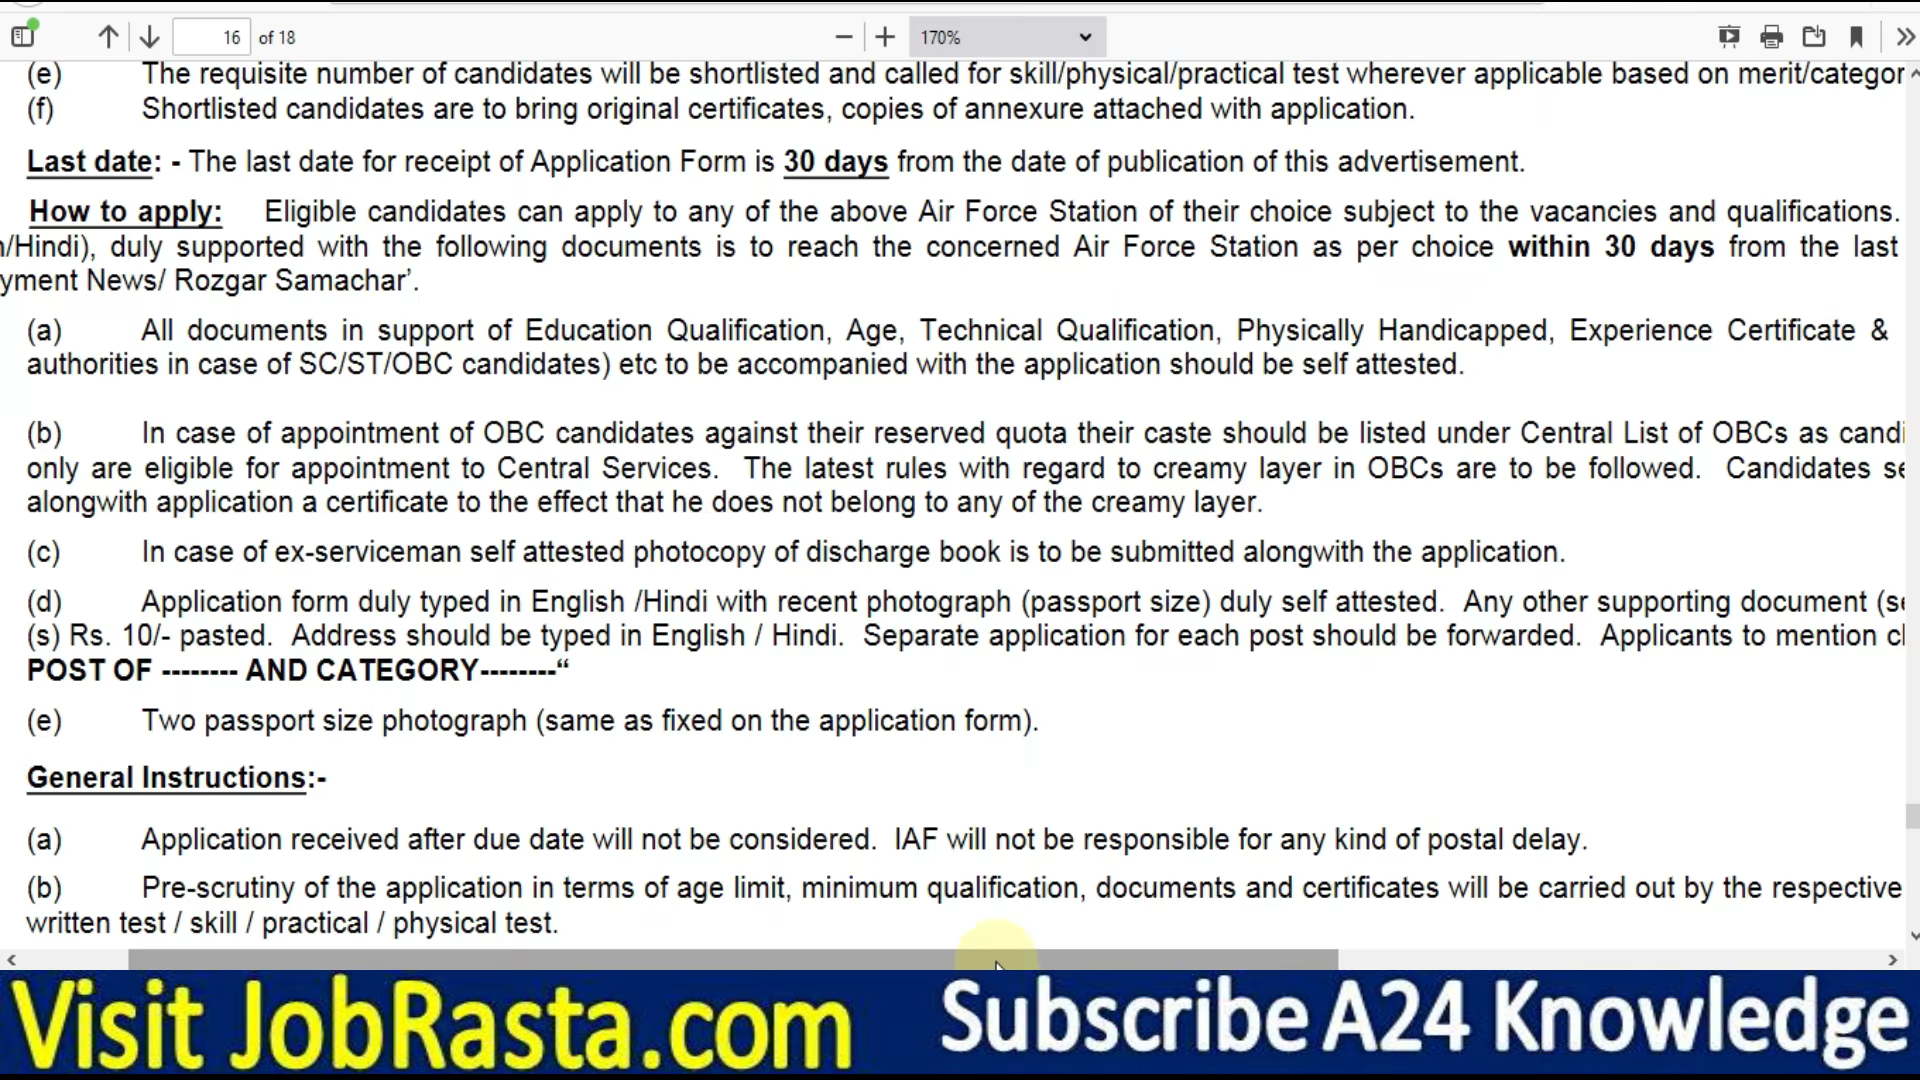 16 of 18
170%
(e) The requisite number of candidates will be shortlisted and called for skill/physical/practical test wherever applicable based on merit/categor
(f) Shortlisted candidates are to bring original certificates, copies of annexure attached with application.
Last date: - The last date for receipt of Application Form is 30 days from the date of publication of this advertisement.
How to apply: Eligible candidates can apply to any of the above Air Force Station of their choice subject to the vacancies and qualifications.
/Hindi), duly supported with the following documents is to reach the concerned Air Force Station as per choice within 30 days from the last
yment News/ Rozgar Samachar’.
(a) All documents in support of Education Qualification, Age, Technical Qualification, Physically Handicapped, Experience Certificate &
authorities in case of SC/ST/OBC candidates) etc to be accompanied with the application should be self attested.
(b) In case of appointment of OBC candidates against their reserved quota their caste should be listed under Central List of OBCs as candi
only are eligible for appointment to Central Services. The latest rules with regard to creamy layer in OBCs are to be followed. Candidates se
alongwith application a certificate to the effect that he does not belong to any of the creamy layer.
(c) In case of ex-serviceman self attested photocopy of discharge book is to be submitted alongwith the application.
(d) Application form duly typed in English /Hindi with recent photograph (passport size) duly self attested. Any other supporting document (se
(s) Rs. 10/- pasted. Address should be typed in English / Hindi. Separate application for each post should be forwarded. Applicants to mention cl
POST OF -------- AND CATEGORY--------“
(e) Two passport size photograph (same as fixed on the application form).
General Instructions:-
(a) Application received after due date will not be considered. IAF will not be responsible for any kind of postal delay.
(b) Pre-scrutiny of the application in terms of age limit, minimum qualification, documents and certificates will be carried out by the respective
written test / skill / practical / physical test.
Visit JobRasta.com Subscribe A24 Knowledge